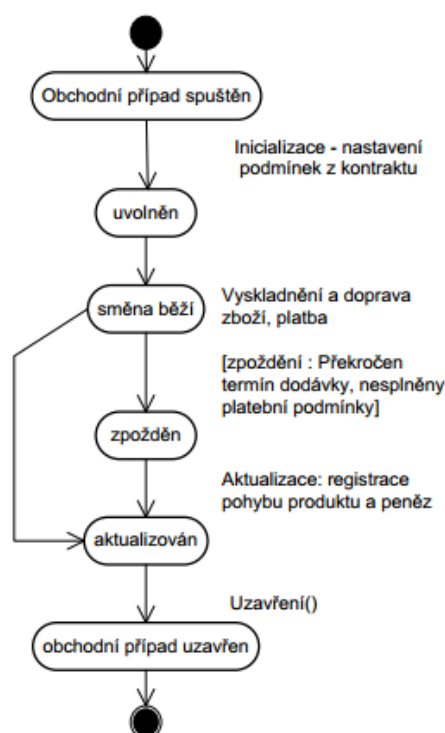 Obchodní případ spuštěn
Inicializace - nastavení
podmínek z kontraktu
uvolněn
směna běží
Vyskladnění a doprava
zboží, platba
[zpoždění : Překročen
termín dodávky, nesplněny
platební podmínky]
zpožděn
Aktualizace: registrace
pohybu produktu a peněz
aktualizován
Uzavření()
obchodní případ uzavřen